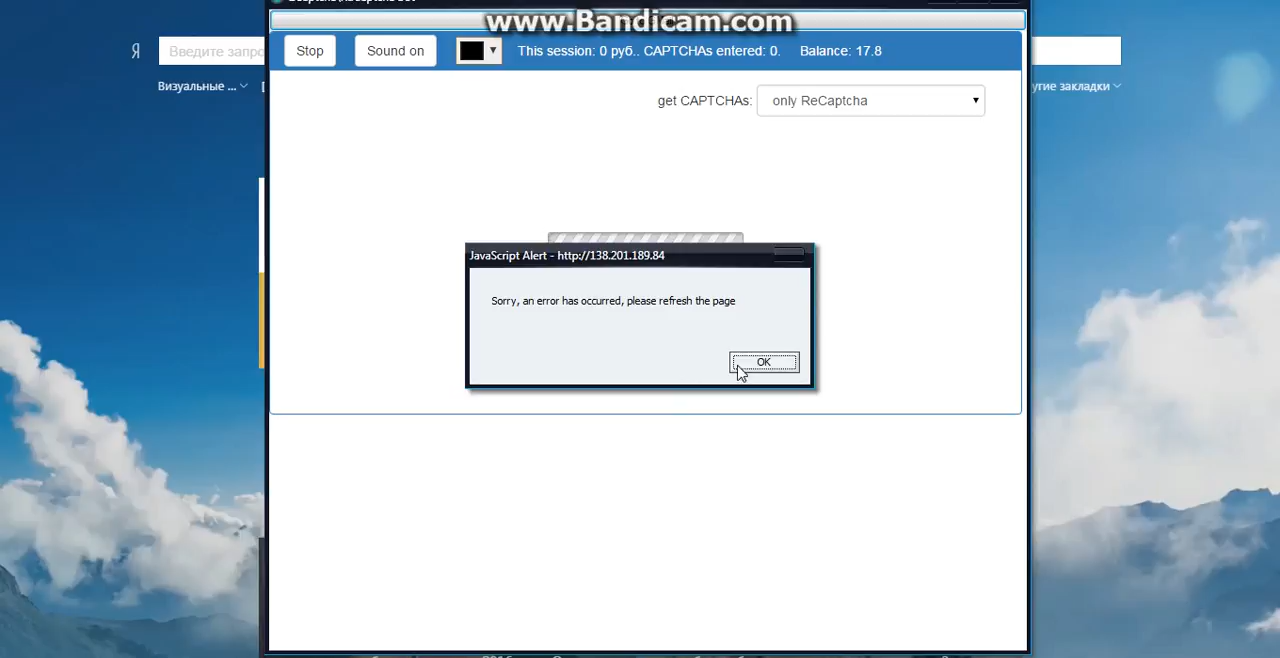 www.Bandicam.com
Я
Введите запро
Stop
Sound on
This session: 0 руб.. CAPTCHAs entered: 0.
Balance: 17.8
Визуальные ...
ругие закладки
get CAPTCHAs:
only ReCaptcha
JavaScript Alert - http://138.201.189.84
Sorry, an error has occurred, please refresh the page
OK